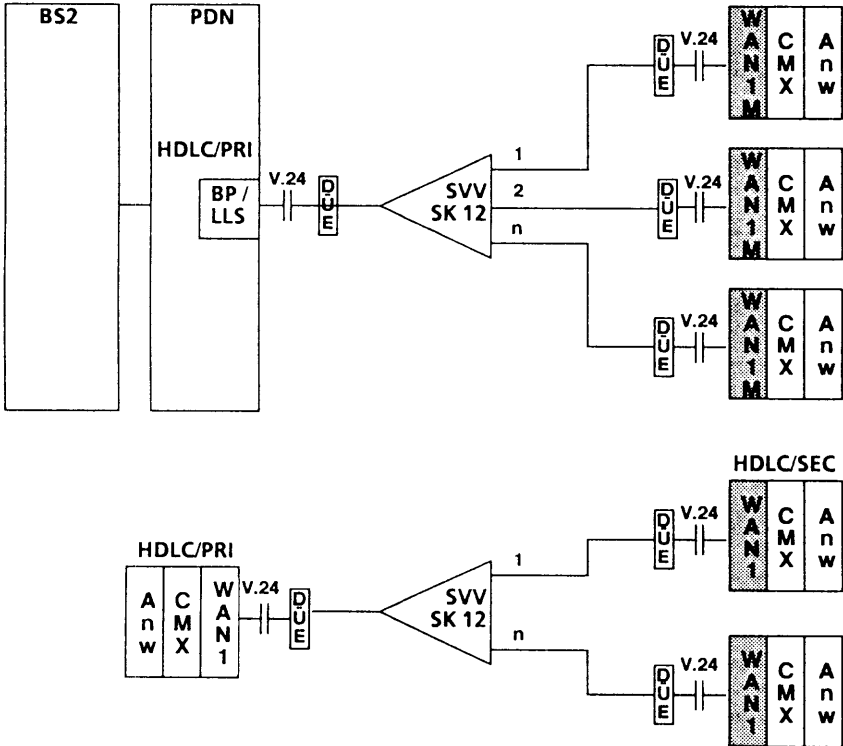 BS2
PDN
HDLC/PRI
BP /
LLS
V.24
DÜE
SVV
SK 12
1
2
n
DÜE
V.24
WAN1M
CMX
Anw
DÜE
V.24
WAN1M
CMX
Anw
DÜE
V.24
WAN1M
CMX
Anw
HDLC/PRI
Anw
CMX
WAN1
V.24
DÜE
SVV
SK 12
1
n
HDLC/SEC
DÜE
V.24
WAN1
CMX
Anw
DÜE
V.24
WAN1
CMX
Anw